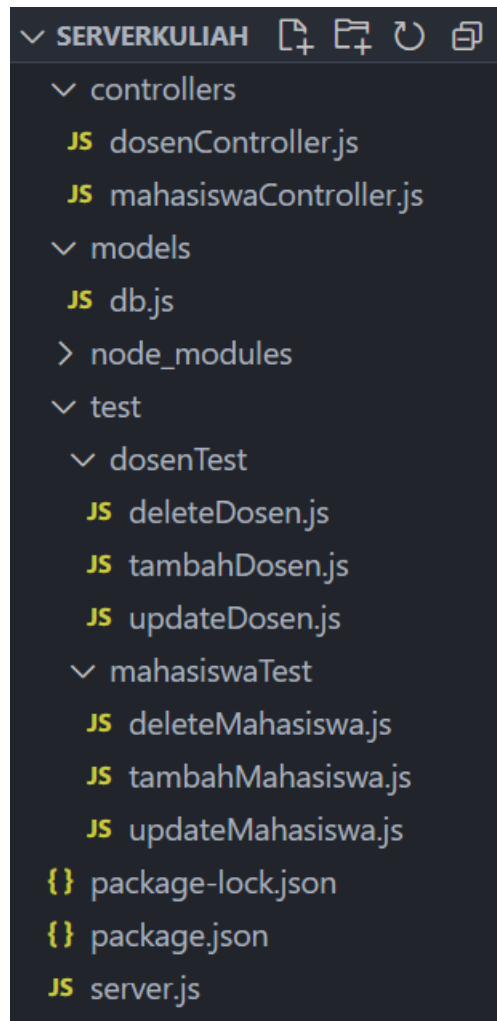 SERVERKULIAH
controllers
JS dosenController.js
JS mahasiswaController.js
models
JS db.js
node_modules
test
dosenTest
JS deleteDosen.js
JS tambahDosen.js
JS updateDosen.js
mahasiswaTest
JS deleteMahasiswa.js
JS tambahMahasiswa.js
JS updateMahasiswa.js
{} package-lock.json
{} package.json
JS server.js